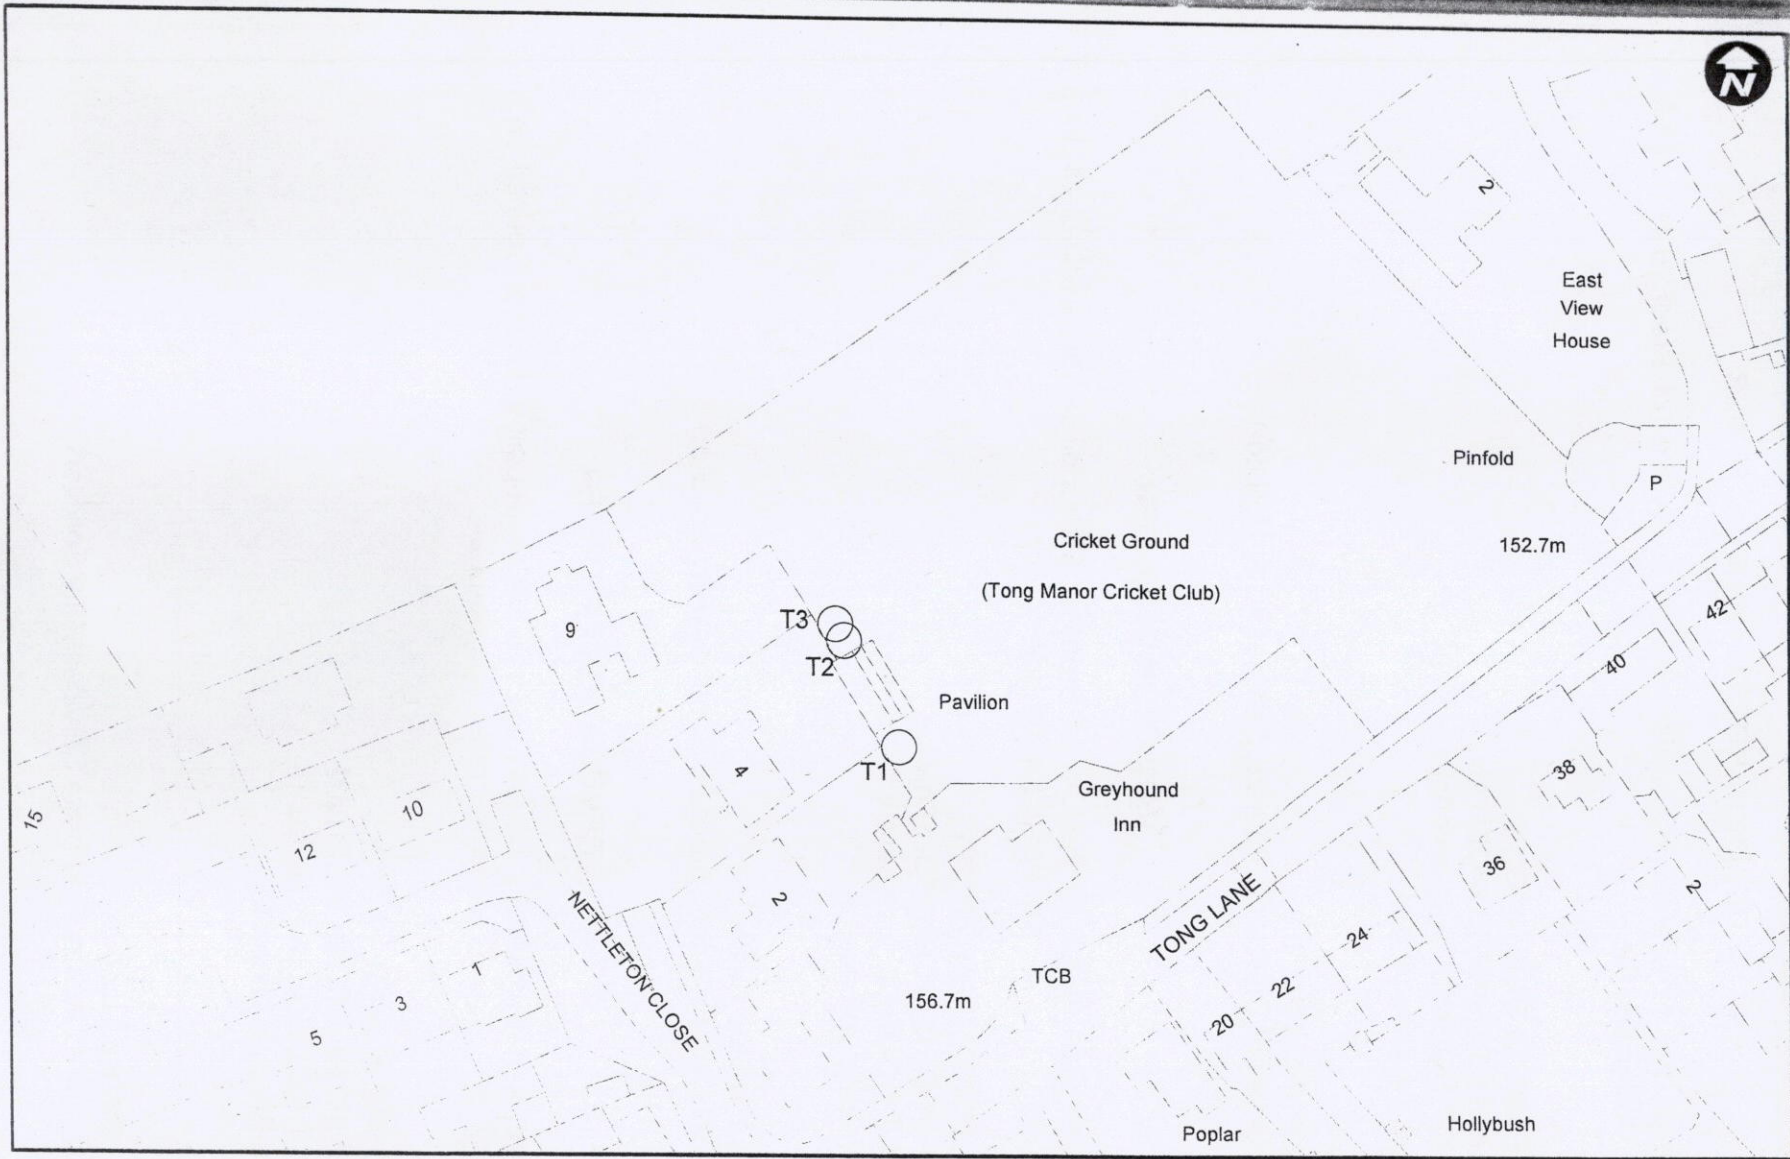 N
2
East
View
House
Pinfold
P
Cricket Ground
152.7m
(Tong Manor Cricket Club)
T3
9
42
T2
40
Pavilion
T1
4
38
Greyhound
Inn
15
10
12
36
2
2
NETTLETON CLOSE
TONG LANE
24
1
TCB
22
3
156.7m
20
5
Poplar
Hollybush